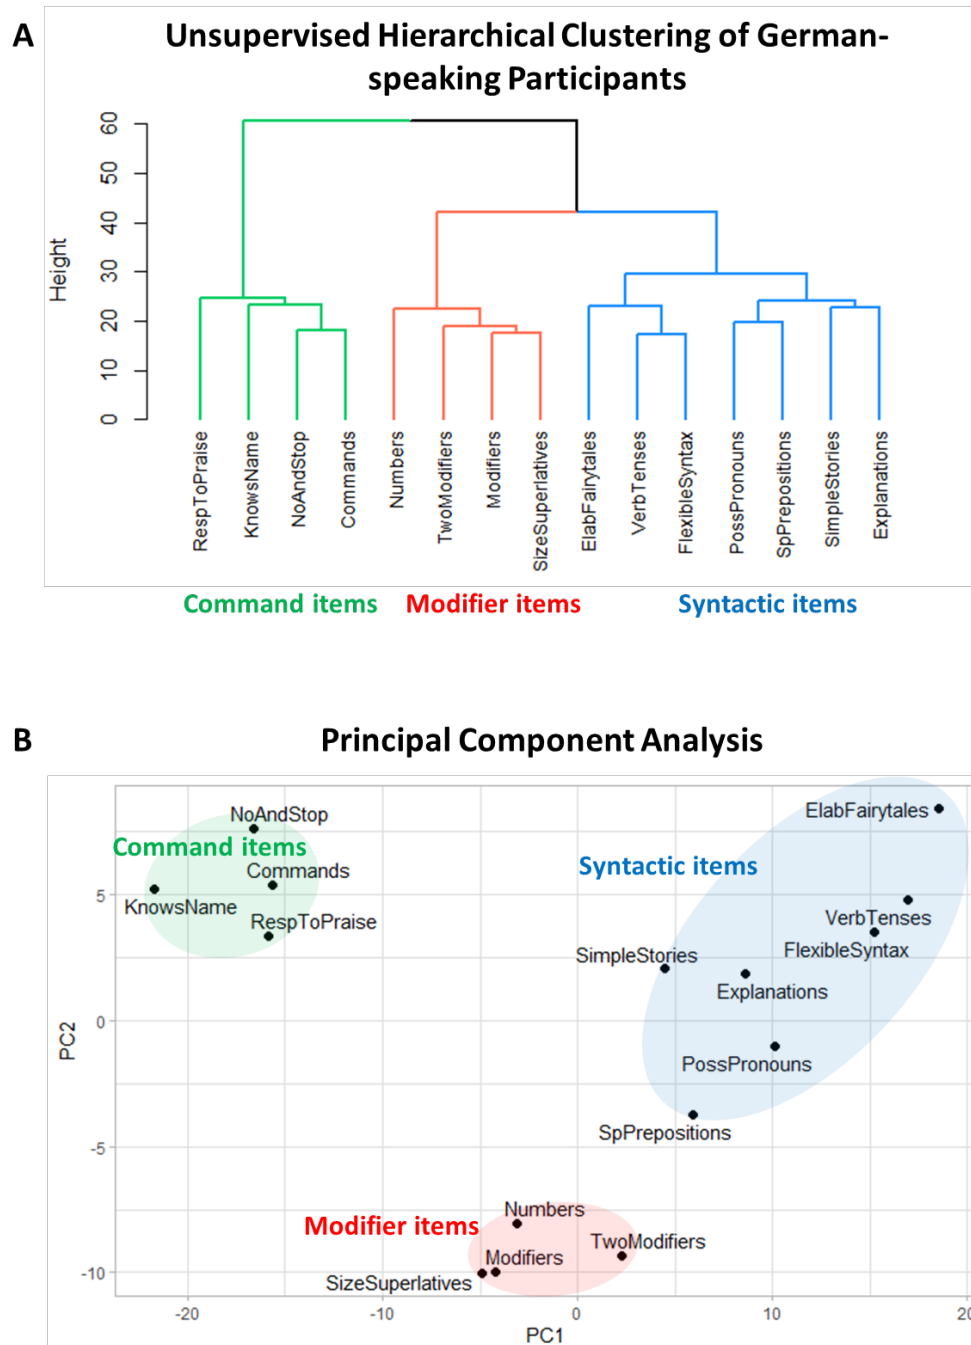 A
Unsupervised Hierarchical Clustering of German-
speaking Participants
Height
60
50
40
30
20
10
0
RespToPraise
KnowsName
NoAndStop
Commands
Numbers
TwoModifiers
Modifiers
SizeSuperlatives
ElabFairytales
VerbTenses
FlexibleSyntax
PossPronouns
SpPrepositions
SimpleStories
Explanations
Command items
Modifier items
Syntactic items
B
Principal Component Analysis
PC2
5
0
-5
-10
NoAndStop
Command items
Commands
KnowsName
RespToPraise
ElabFairytales
Syntactic items
VerbTenses
FlexibleSyntax
SimpleStories
Explanations
PossPronouns
SpPrepositions
Numbers
Modifier items
TwoModifiers
Modifiers
SizeSuperlatives
-20
-10
0
10
20
PC1